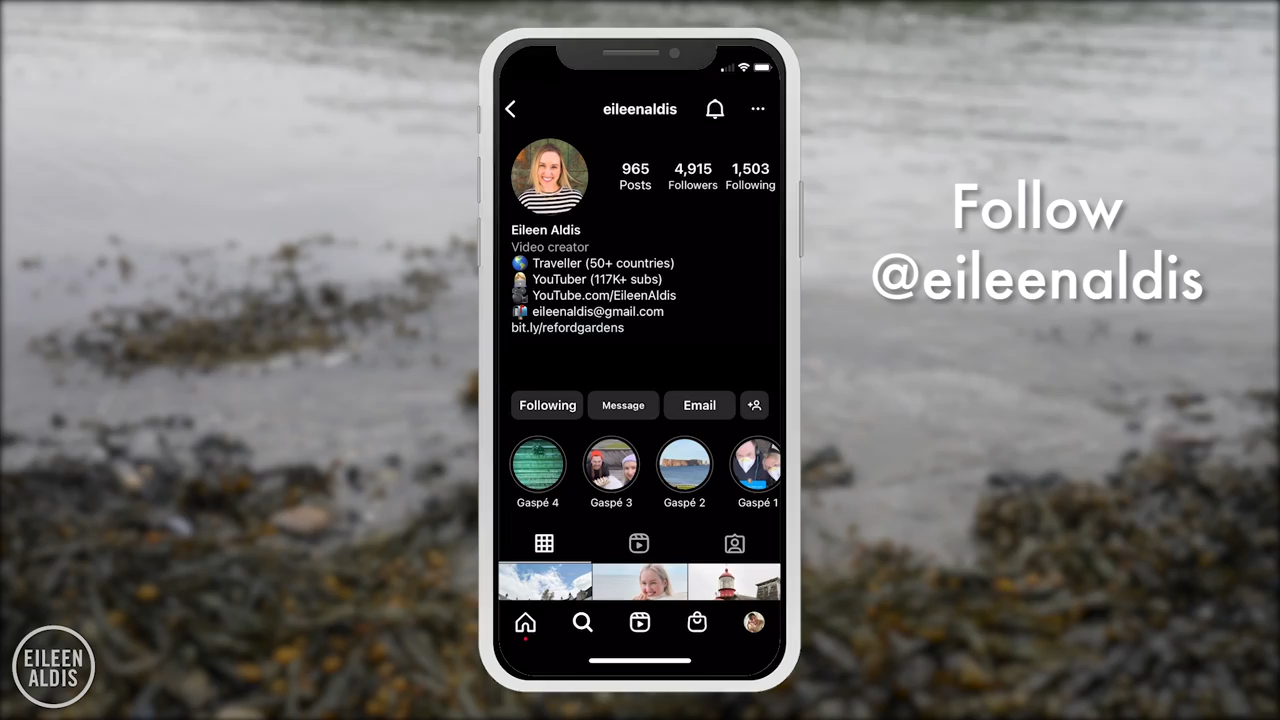 eileenaldis
965
4,915
1,503
Posts
Followers
Following
Eileen Aldis
Video creator
Traveller (50+ countries)
YouTuber (117K+ subs)
YouTube.com/EileenAldis
eileenaldis@gmail.com
bit.ly/refordgardens
Following
Message
Email
Gaspé 4
Gaspé 3
Gaspé 2
Gaspé 1
Follow
@eileenaldis
EILEEN
ALDIS